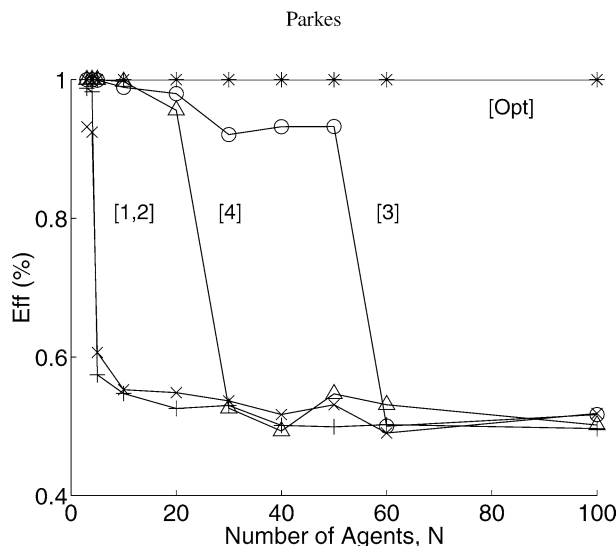 Parkes
1
[Opt]
0.8
[1,2]
[4]
[3]
Eff (%)
0.6
0.4
0 20 40 60 80 100
Number of Agents, N